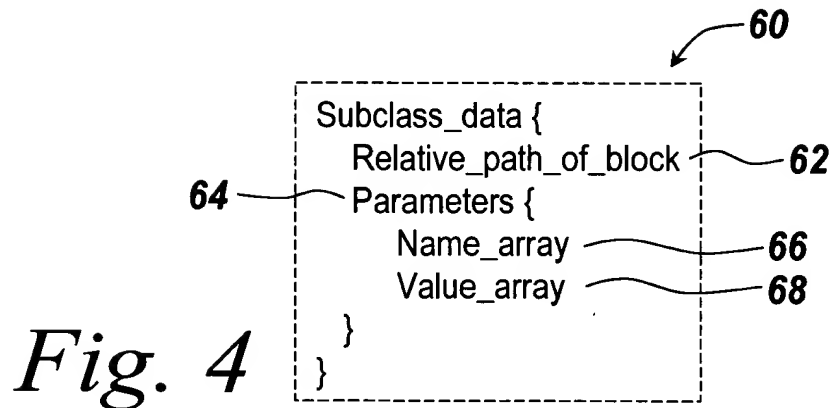 60
Subclass_data {
Relative_path_of_block 62
64 Parameters {
Name_array 66
Value_array 68
}
}
Fig. 4